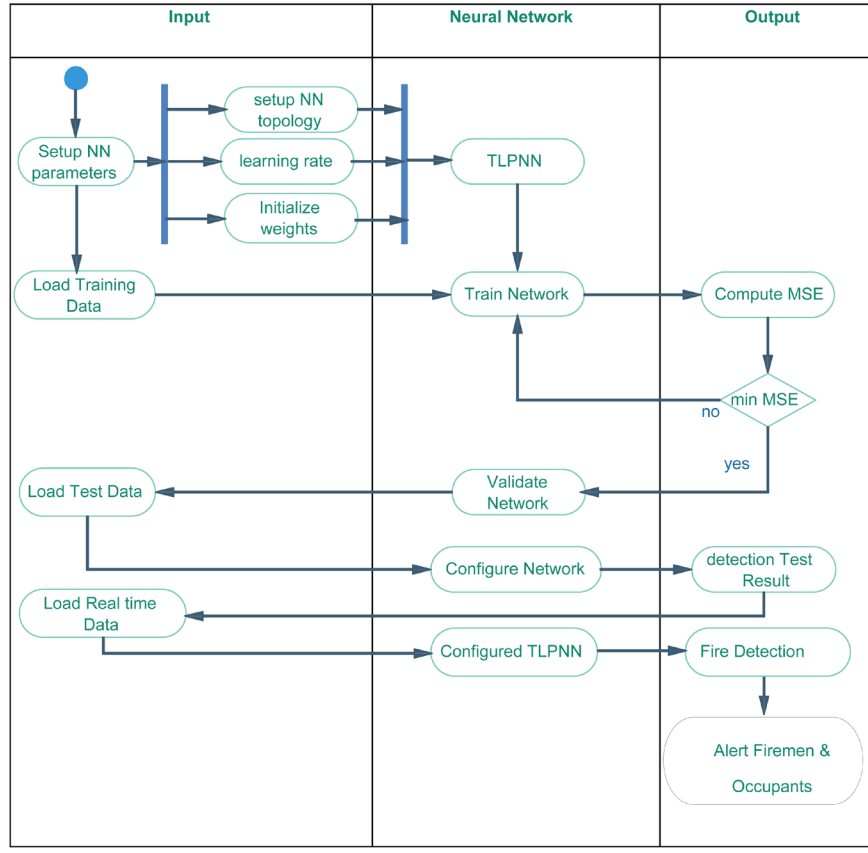 Input
Neural Network
Output
setup NN
topology
Setup NN
parameters
learning rate
TLPNN
Initialize
weights
Load Training
Data
Train Network
Compute MSE
min MSE
no
yes
Load Test Data
Validate
Network
Configure Network
detection Test
Result
Load Real time
Data
Configured TLPNN
Fire Detection
Alert Firemen &
Occupants